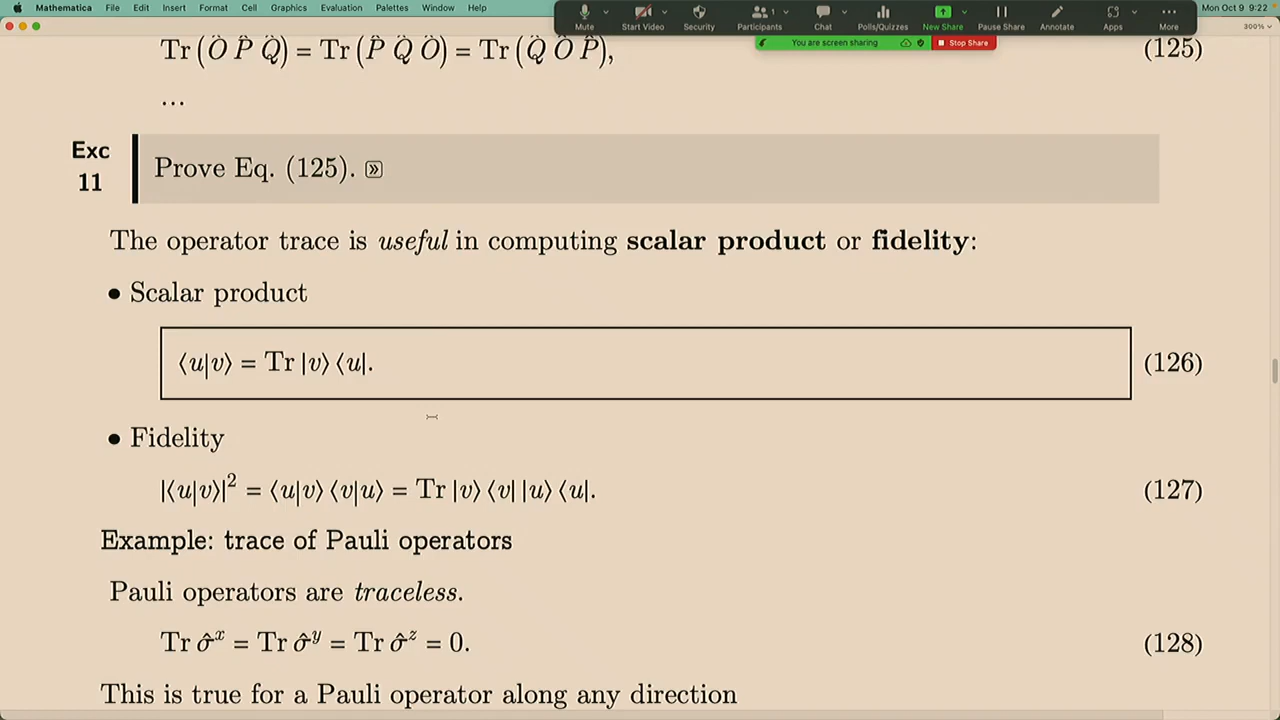 Mathematica File Edit Insert Format Cell Graphics Evaluation Palettes Window Help
Mon Oct 9 9:22
Mute Start Video Security Participants 1 Chat Polls/Quizzes New Share Pause Share Annotate Apps More
You are screen sharing Stop Share
300%
Tr (Ô P̂ Q̂) = Tr (P̂ Q̂ Ô) = Tr (Q̂ Ô P̂), (125)
...
Exc 11
Prove Eq. (125). »
The operator trace is useful in computing scalar product or fidelity:
• Scalar product
⟨u|v⟩ = Tr |v⟩ ⟨u|. (126)
• Fidelity
|⟨u|v⟩|² = ⟨u|v⟩ ⟨v|u⟩ = Tr |v⟩ ⟨v| |u⟩ ⟨u|. (127)
Example: trace of Pauli operators
Pauli operators are traceless.
Tr σ̂ˣ = Tr σ̂ʸ = Tr σ̂ᶻ = 0. (128)
This is true for a Pauli operator along any direction